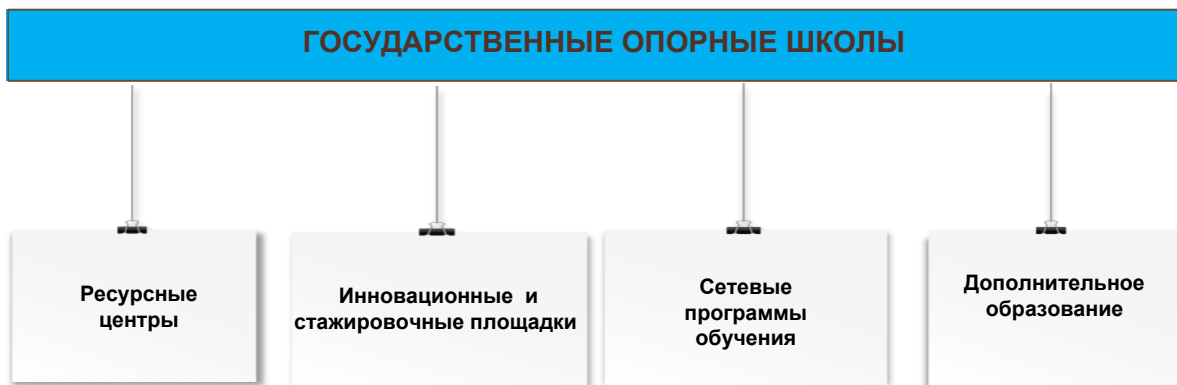 ГОСУДАРСТВЕННЫЕ ОПОРНЫЕ ШКОЛЫ
Ресурсные
центры
Инновационные и
стажировочные площадки
Сетевые
программы
обучения
Дополнительное
образование